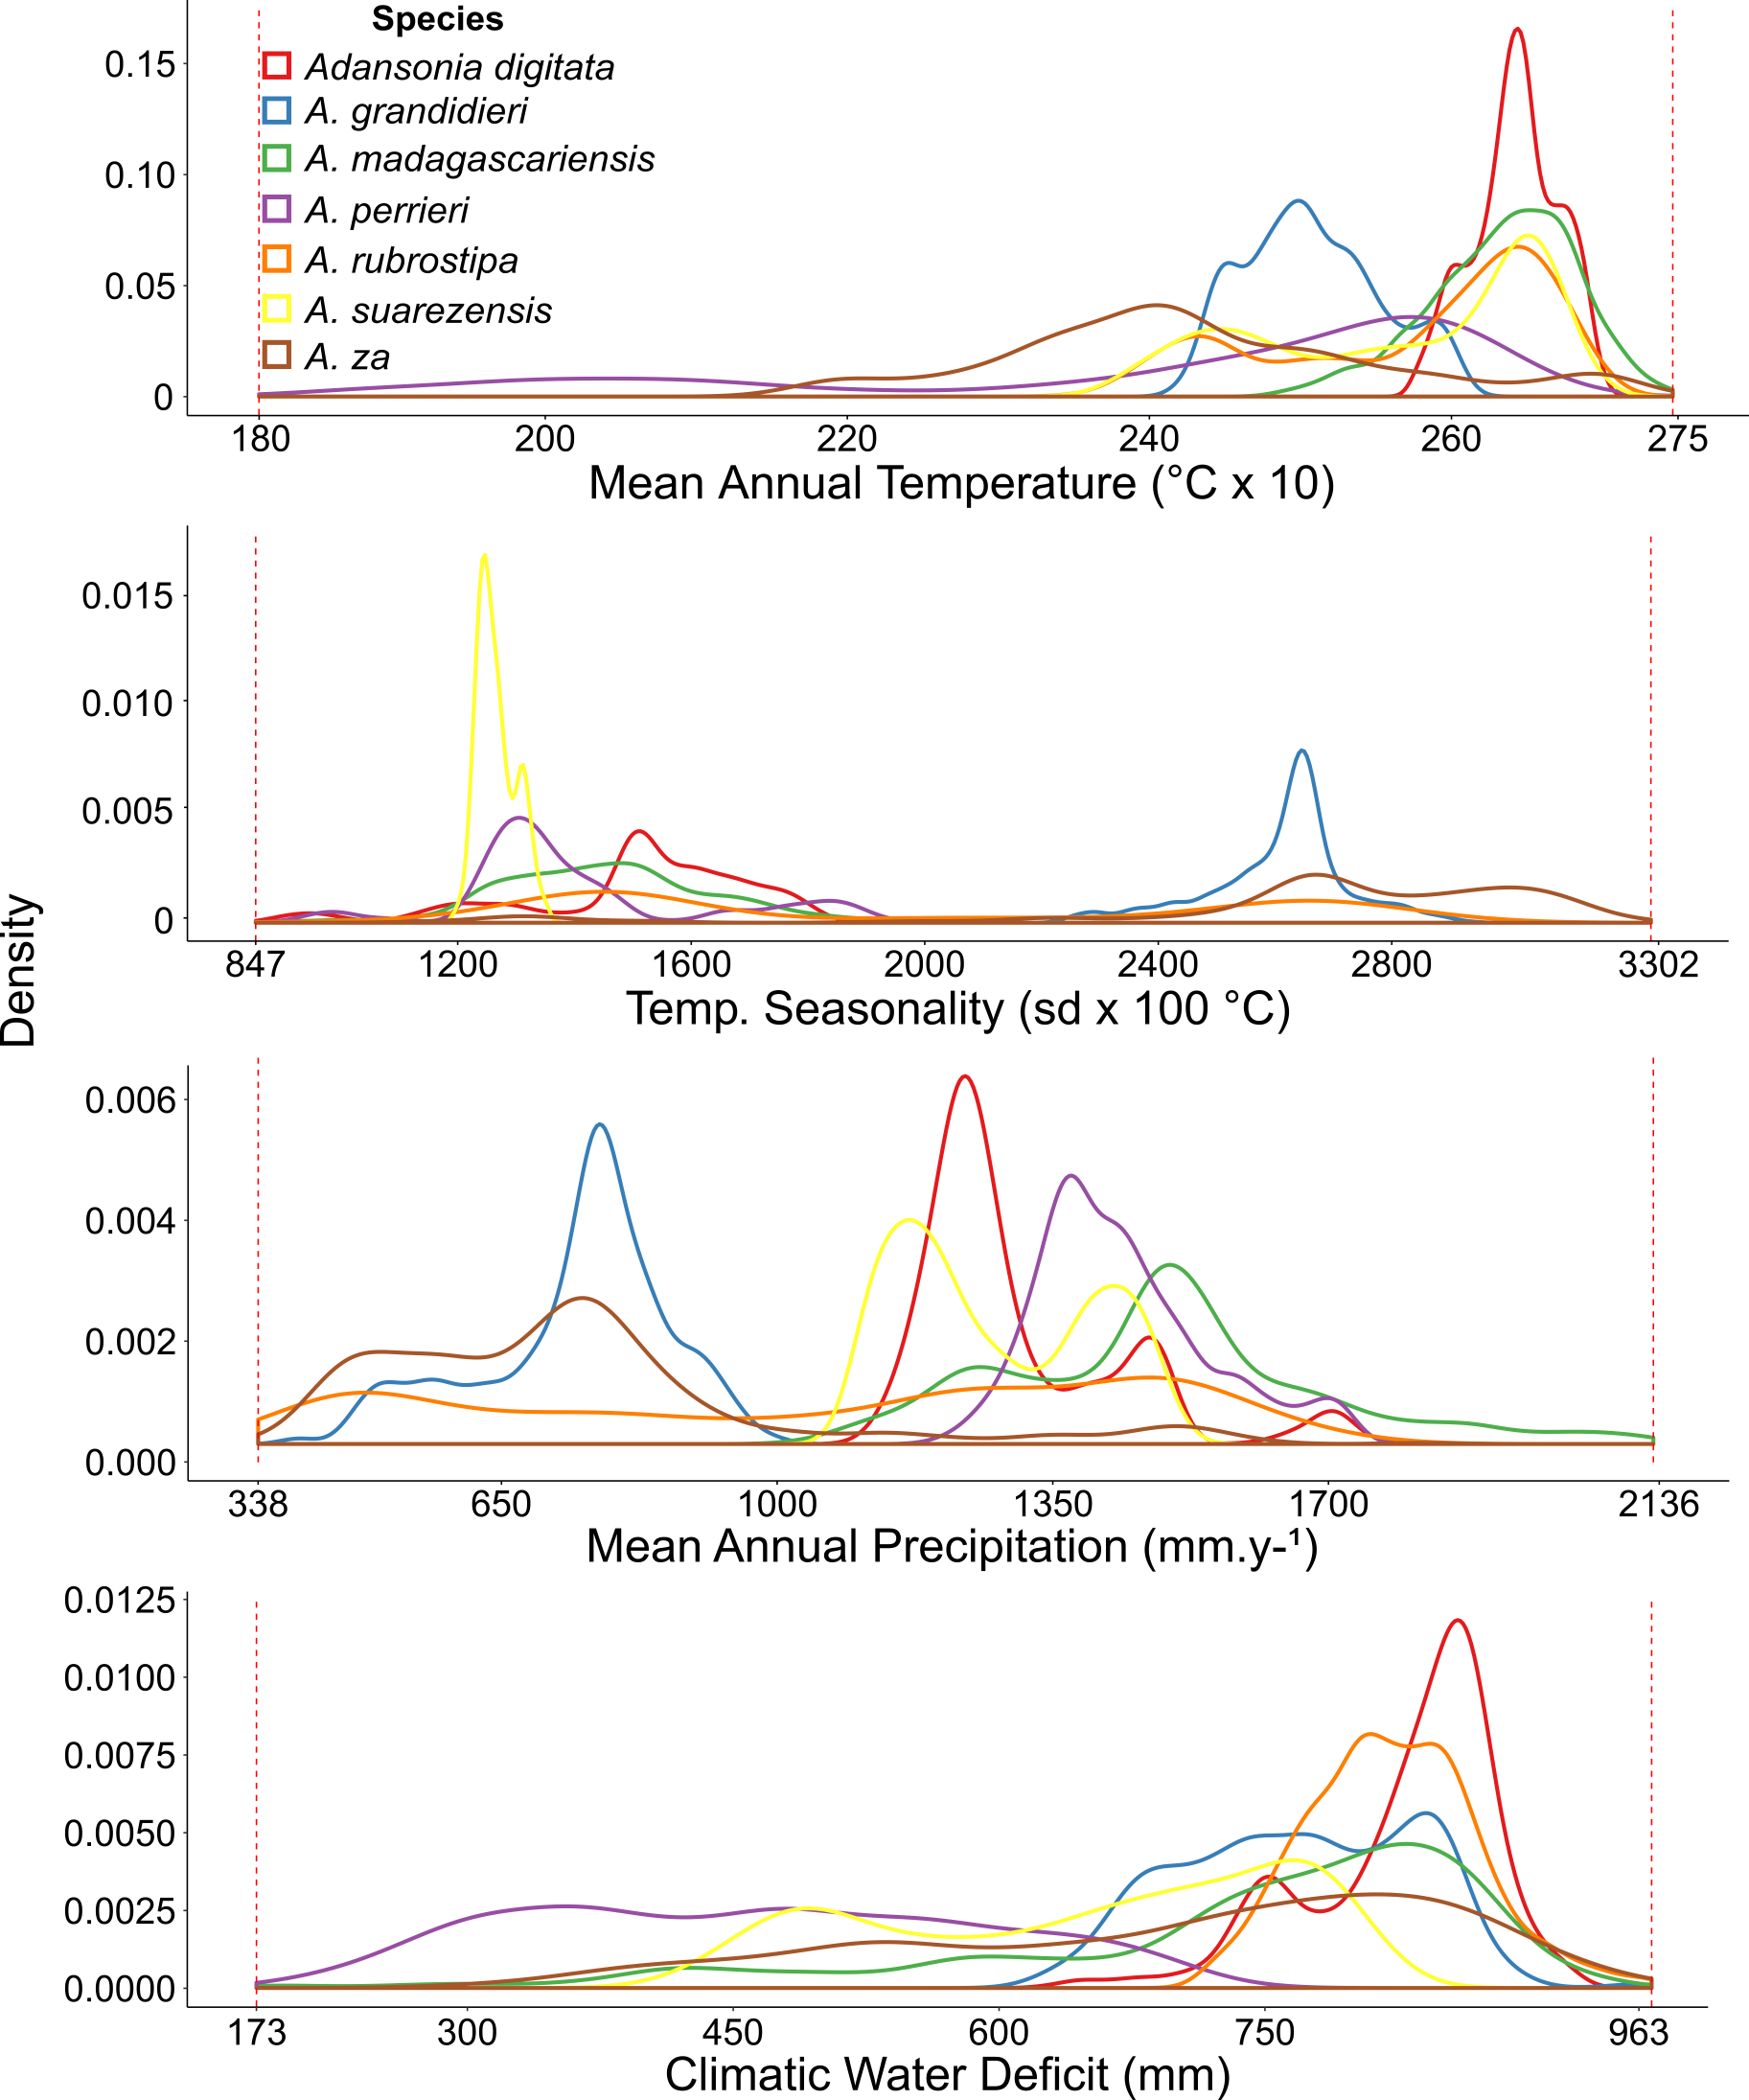 Species
Adansonia digitata
A. grandidieri
A. madagascariensis
A. perrieri
A. rubrostipa
A. suarezensis
A. za
0.15
0.10
0.05
0
180 200 220 240 260 275
Mean Annual Temperature (°C x 10)
0.015
0.010
0.005
0
847 1200 1600 2000 2400 2800 3302
Temp. Seasonality (sd x 100 °C)
Density
0.006
0.004
0.002
0.000
338 650 1000 1350 1700 2136
Mean Annual Precipitation (mm.y-¹)
0.0125
0.0100
0.0075
0.0050
0.0025
0.0000
173 300 450 600 750 963
Climatic Water Deficit (mm)